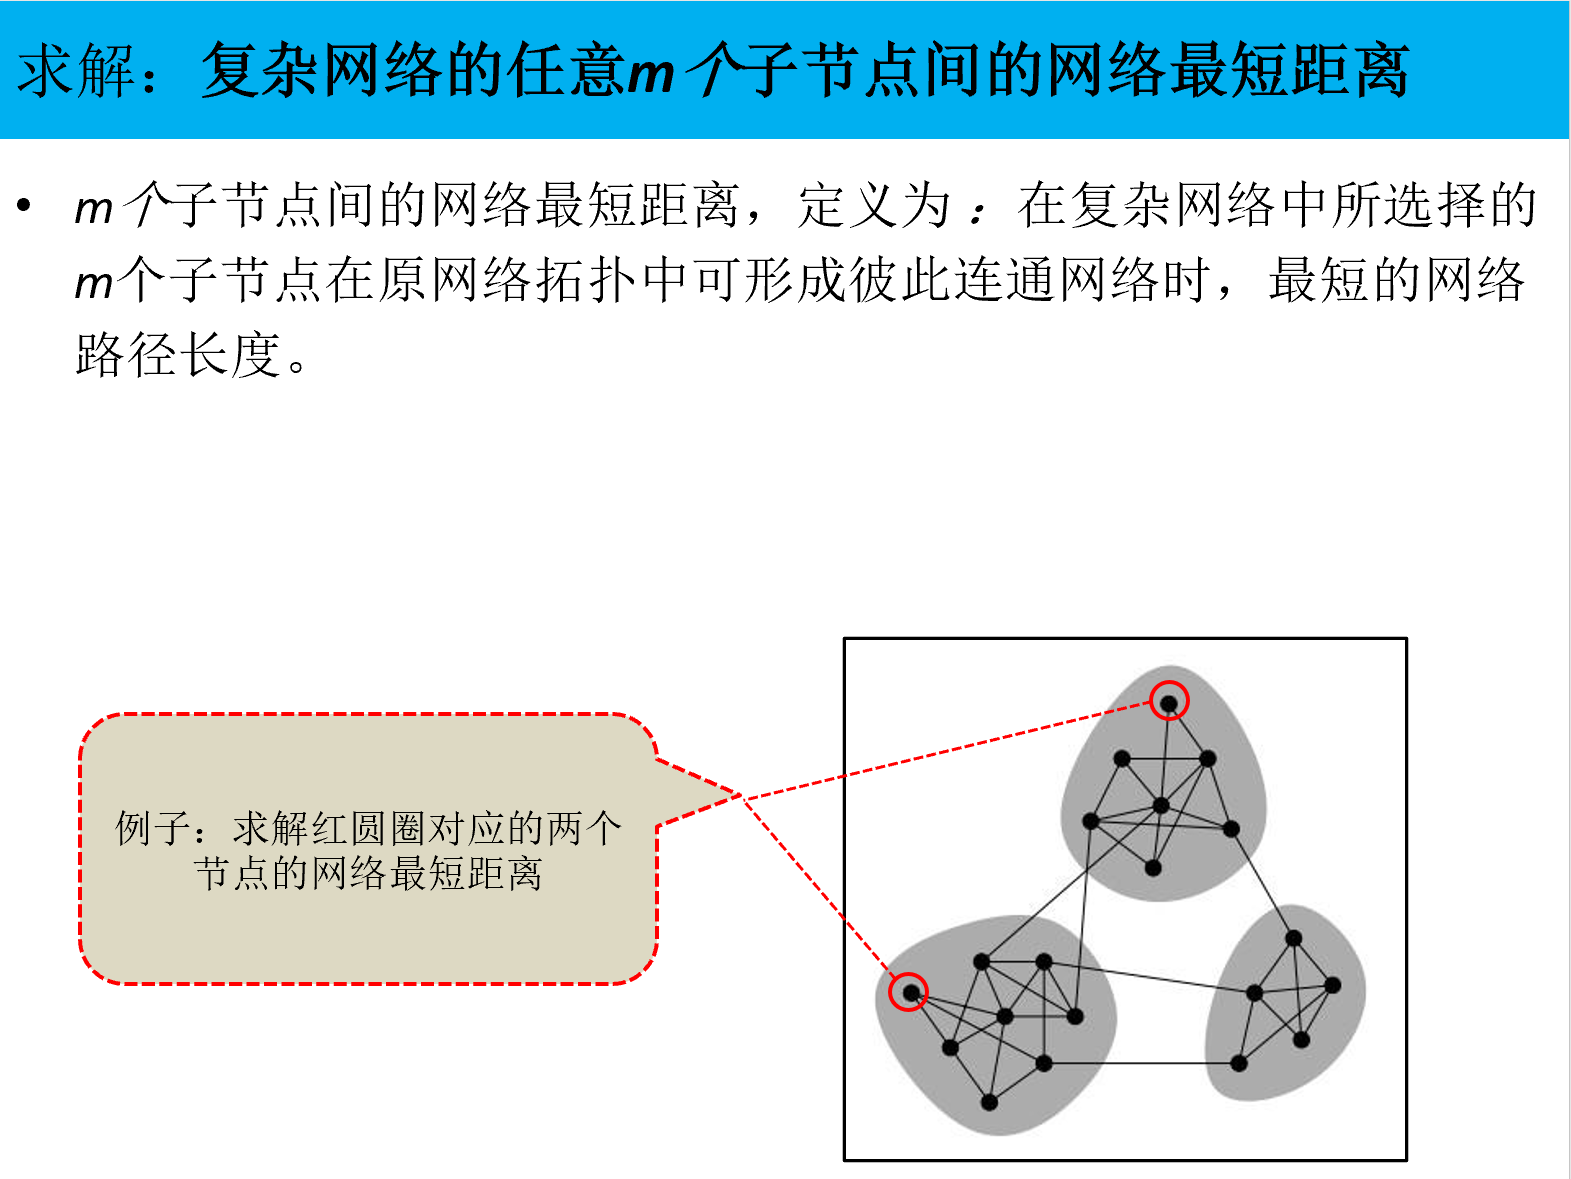 求解：复杂网络的任意m个子节点间的网络最短距离
• m个子节点间的网络最短距离，定义为：在复杂网络中所选择的
m个子节点在原网络拓扑中可形成彼此连通网络时，最短的网络
路径长度。
例子：求解红圆圈对应的两个
节点的网络最短距离